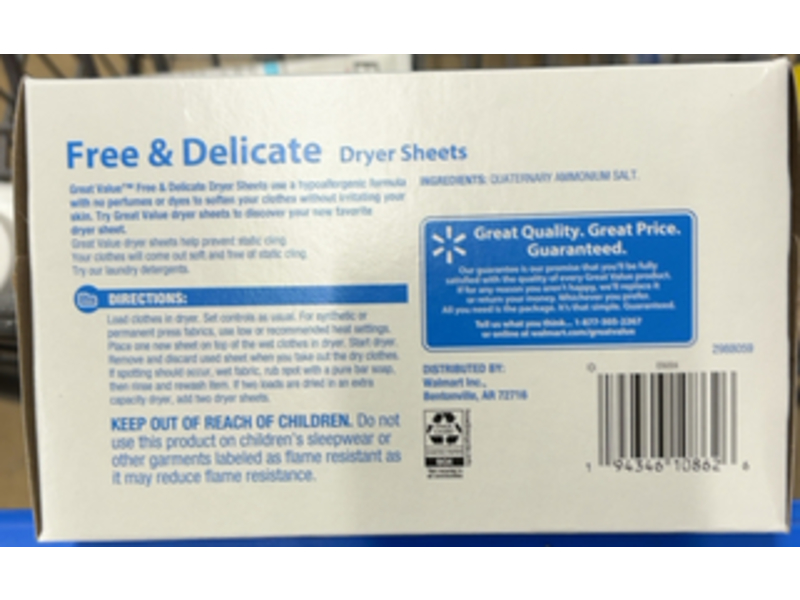 Free & Delicate Dryer Sheets
Great Value™ Free & Delicate Dryer Sheets use a hypoallergenic formula
with no perfumes or dyes to soften your clothes without irritating your
skin. Try Great Value dryer sheets to discover your new favorite
dryer sheet.
Great Value dryer sheets help prevent static cling.
Your clothes will come out soft and free of static cling.
Try our laundry detergents.
DIRECTIONS:
Load clothes in dryer. Set controls as usual. For synthetic or
permanent press fabrics, use low or recommended heat settings.
Place one new sheet on top of the wet clothes in dryer. Start dryer.
Remove and discard used sheet when you take out the dry clothes.
If spotting should occur, wet fabric, rub spot with a pure bar soap,
then rinse and rewash item. If two loads are dried in an extra
capacity dryer, add two dryer sheets.
KEEP OUT OF REACH OF CHILDREN. Do not
use this product on children's sleepwear or
other garments labeled as flame resistant as
it may reduce flame resistance.
INGREDIENTS: QUATERNARY AMMONIUM SALT.
Great Quality. Great Price.
Guaranteed.
Our guarantee is our promise that you'll be fully
satisfied with the quality of every Great Value product.
If for any reason you aren't happy, we'll replace it
or return your money. Whichever you prefer.
All you need is the package. It's that simple. Guaranteed.
Tell us what you think... 1-877-505-2267
or online at walmart.com/greatvalue
2988059
DISTRIBUTED BY:
Walmart Inc.,
Bentonville, AR 72716
BOX
1 94346 10862 6